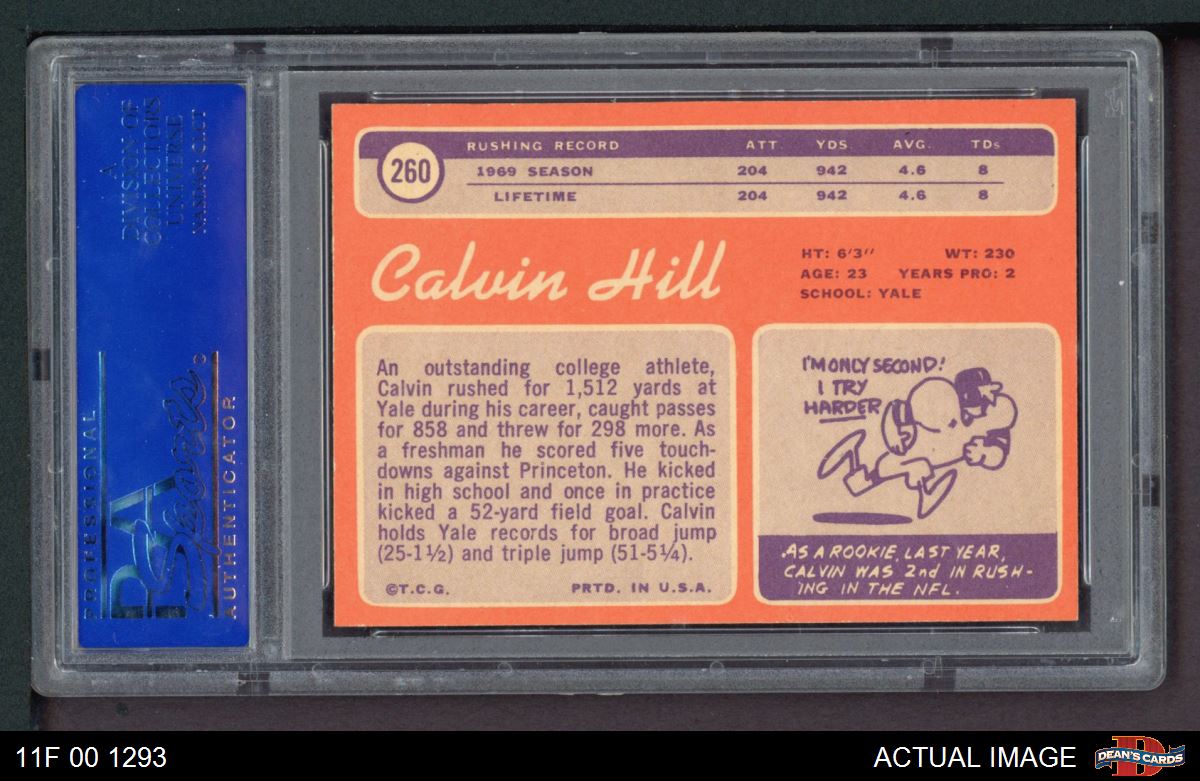 A
DIVISION OF
COLLECTORS
UNIVERSE
NASDAQ: CLCT
PROFESSIONAL
PSA
Sports
AUTHENTICATOR
260
RUSHING RECORD ATT. YDS. AVG. TDs
1969 SEASON 204 942 4.6 8
LIFETIME 204 942 4.6 8
Calvin Hill
HT: 6'3" WT: 230
AGE: 23 YEARS PRO: 2
SCHOOL: YALE
An outstanding college athlete,
Calvin rushed for 1,512 yards at
Yale during his career, caught passes
for 858 and threw for 298 more. As
a freshman he scored five touch-
downs against Princeton. He kicked
in high school and once in practice
kicked a 52-yard field goal. Calvin
holds Yale records for broad jump
(25-1½) and triple jump (51-5¼).
©T.C.G. PRTD. IN U.S.A.
I'M ONLY SECOND!
I TRY
HARDER
AS A ROOKIE, LAST YEAR,
CALVIN WAS 2nd IN RUSH-
ING IN THE NFL.
11F 00 1293
ACTUAL IMAGE
D
DEAN'S CARDS